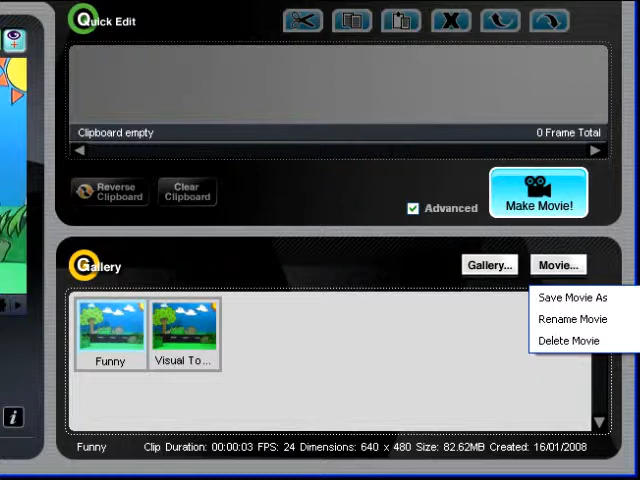 Quick Edit
Clipboard empty
0 Frame Total
Reverse Clipboard
Clear Clipboard
Advanced
Make Movie!
Gallery
Gallery...
Movie...
Save Movie As
Rename Movie
Delete Movie
Funny
Visual To...
Funny
Clip Duration: 00:00:03 FPS: 24 Dimensions: 640 x 480 Size: 82.62MB Created: 16/01/2008